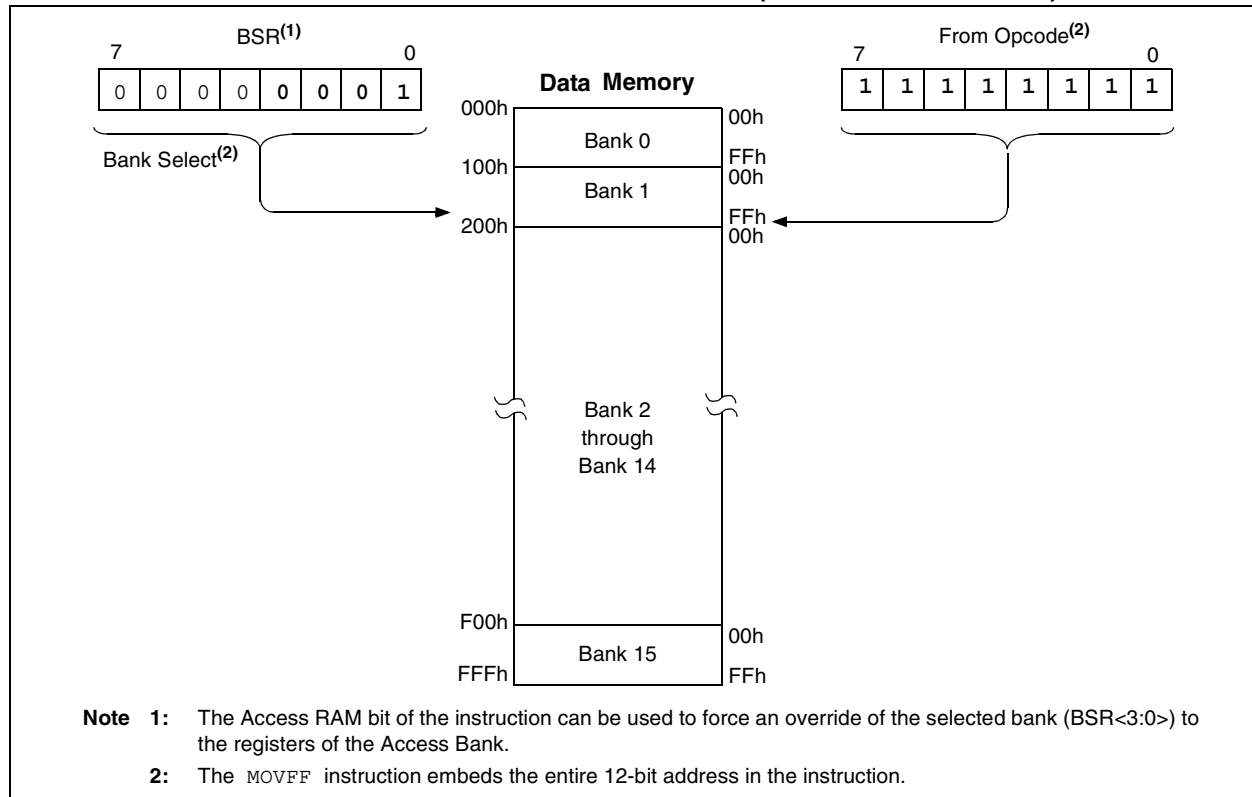 BSR(1)
7 0
0 0 0 0 0 0 0 1
Bank Select(2)
From Opcode(2)
7 0
1 1 1 1 1 1 1 1
Data Memory
000h
00h
Bank 0
FFh
100h
00h
Bank 1
FFh
200h
00h
Bank 2
through
Bank 14
F00h
00h
Bank 15
FFFh
FFh
Note 1: The Access RAM bit of the instruction can be used to force an override of the selected bank (BSR<3:0>) to
the registers of the Access Bank.
2: The MOVFF instruction embeds the entire 12-bit address in the instruction.